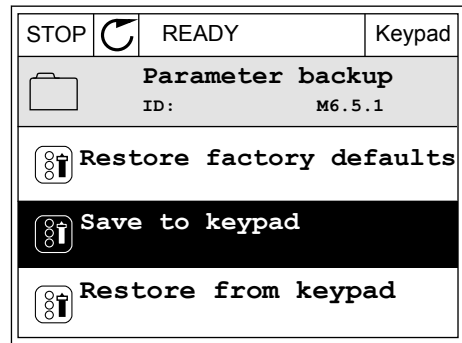 STOP READY Keypad
Parameter backup
ID: M6.5.1
Restore factory defaults
Save to keypad
Restore from keypad